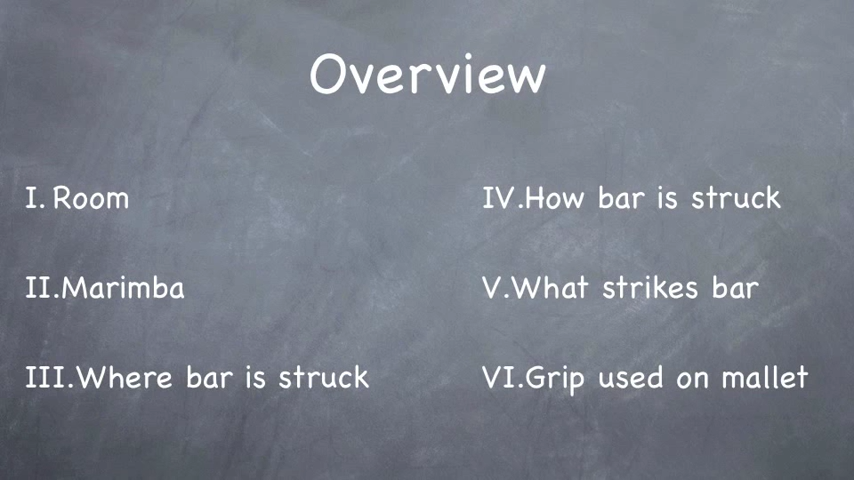 Overview
I. Room
II.Marimba
III.Where bar is struck
IV.How bar is struck
V.What strikes bar
VI.Grip used on mallet